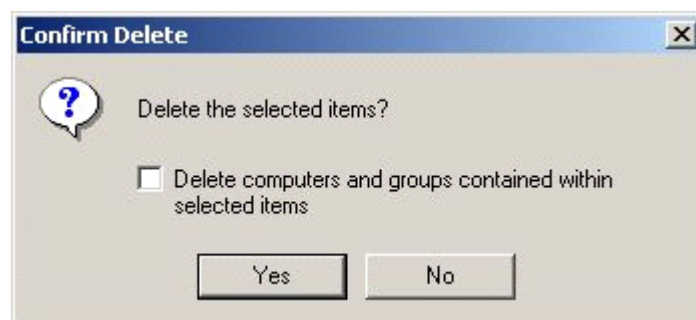 Confirm Delete
?
Delete the selected items?
Delete computers and groups contained within
selected items
Yes
No